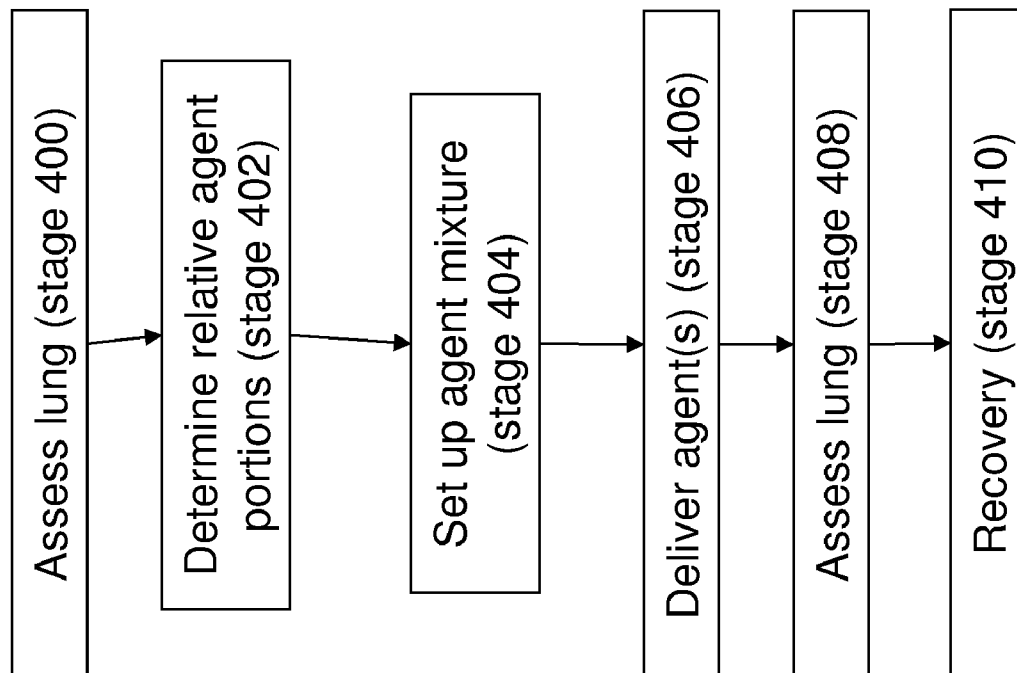 Assess lung (stage 400)
Determine relative agent
portions (stage 402)
Set up agent mixture
(stage 404)
Deliver agent(s) (stage 406)
Assess lung (stage 408)
Recovery (stage 410)